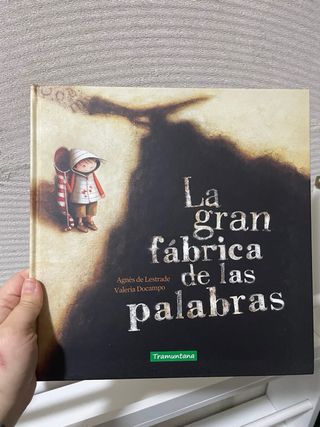 La
gran
fábrica
de las
palabras
Agnès de Lestrade
Valeria Docampo
Tramuntana